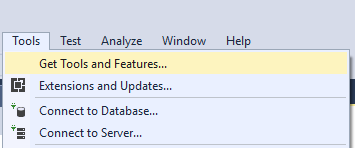 Tools Test Analyze Window Help
Get Tools and Features...
Extensions and Updates...
Connect to Database...
Connect to Server...